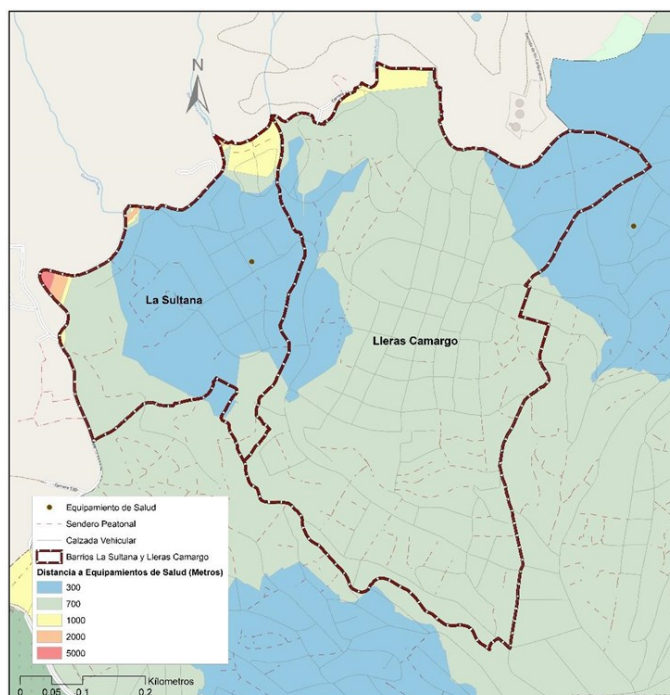 N
La Sultana
Lleras Camargo
Equipamiento de Salud
Sendero Peatonal
Calzada Vehicular
Barrios La Sultana y Lleras Camargo
Distancia a Equipamientos de Salud (Metros)
300
700
1000
2000
5000
Kilometros
0 0.05 0.1 0.2